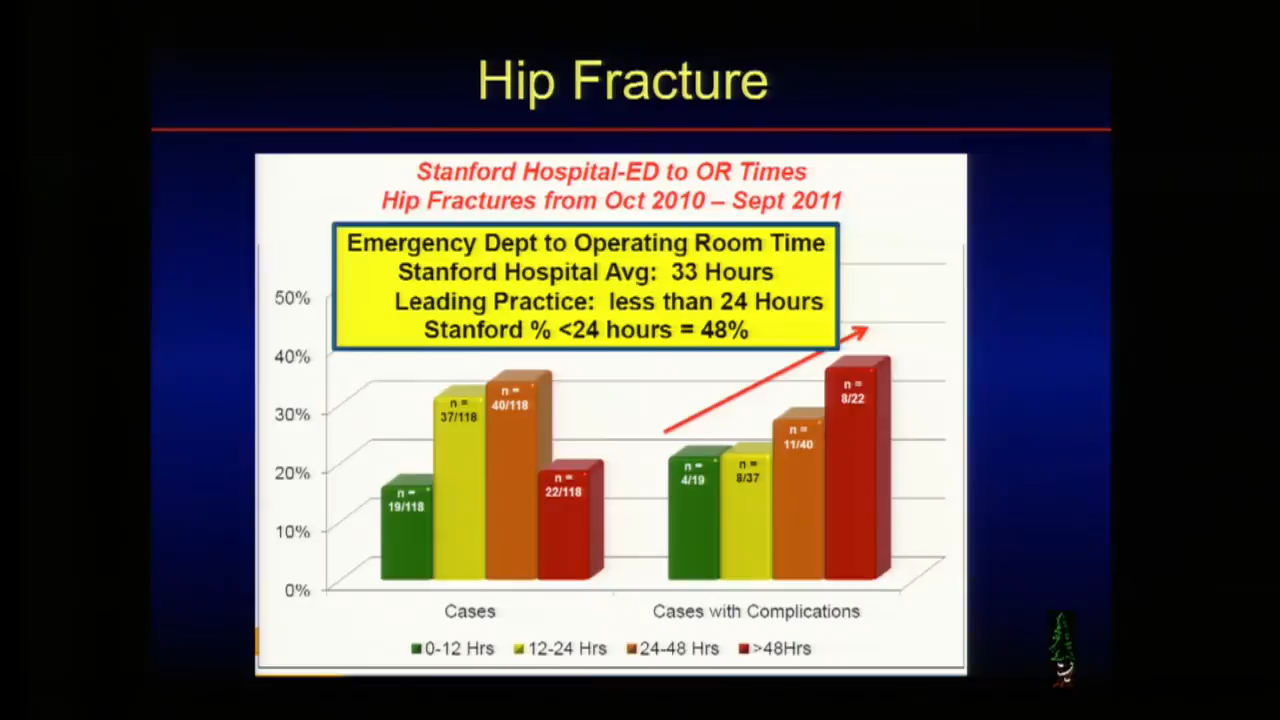 Hip Fracture
Stanford Hospital-ED to OR Times
Hip Fractures from Oct 2010 – Sept 2011
Emergency Dept to Operating Room Time
Stanford Hospital Avg: 33 Hours
Leading Practice: less than 24 Hours
Stanford % <24 hours = 48%
50%
40%
30%
20%
10%
0%
n =
19/118
n =
37/118
n =
40/118
n =
22/118
n =
4/19
n =
8/37
n =
11/40
n =
8/22
Cases
Cases with Complications
0-12 Hrs
12-24 Hrs
24-48 Hrs
>48Hrs